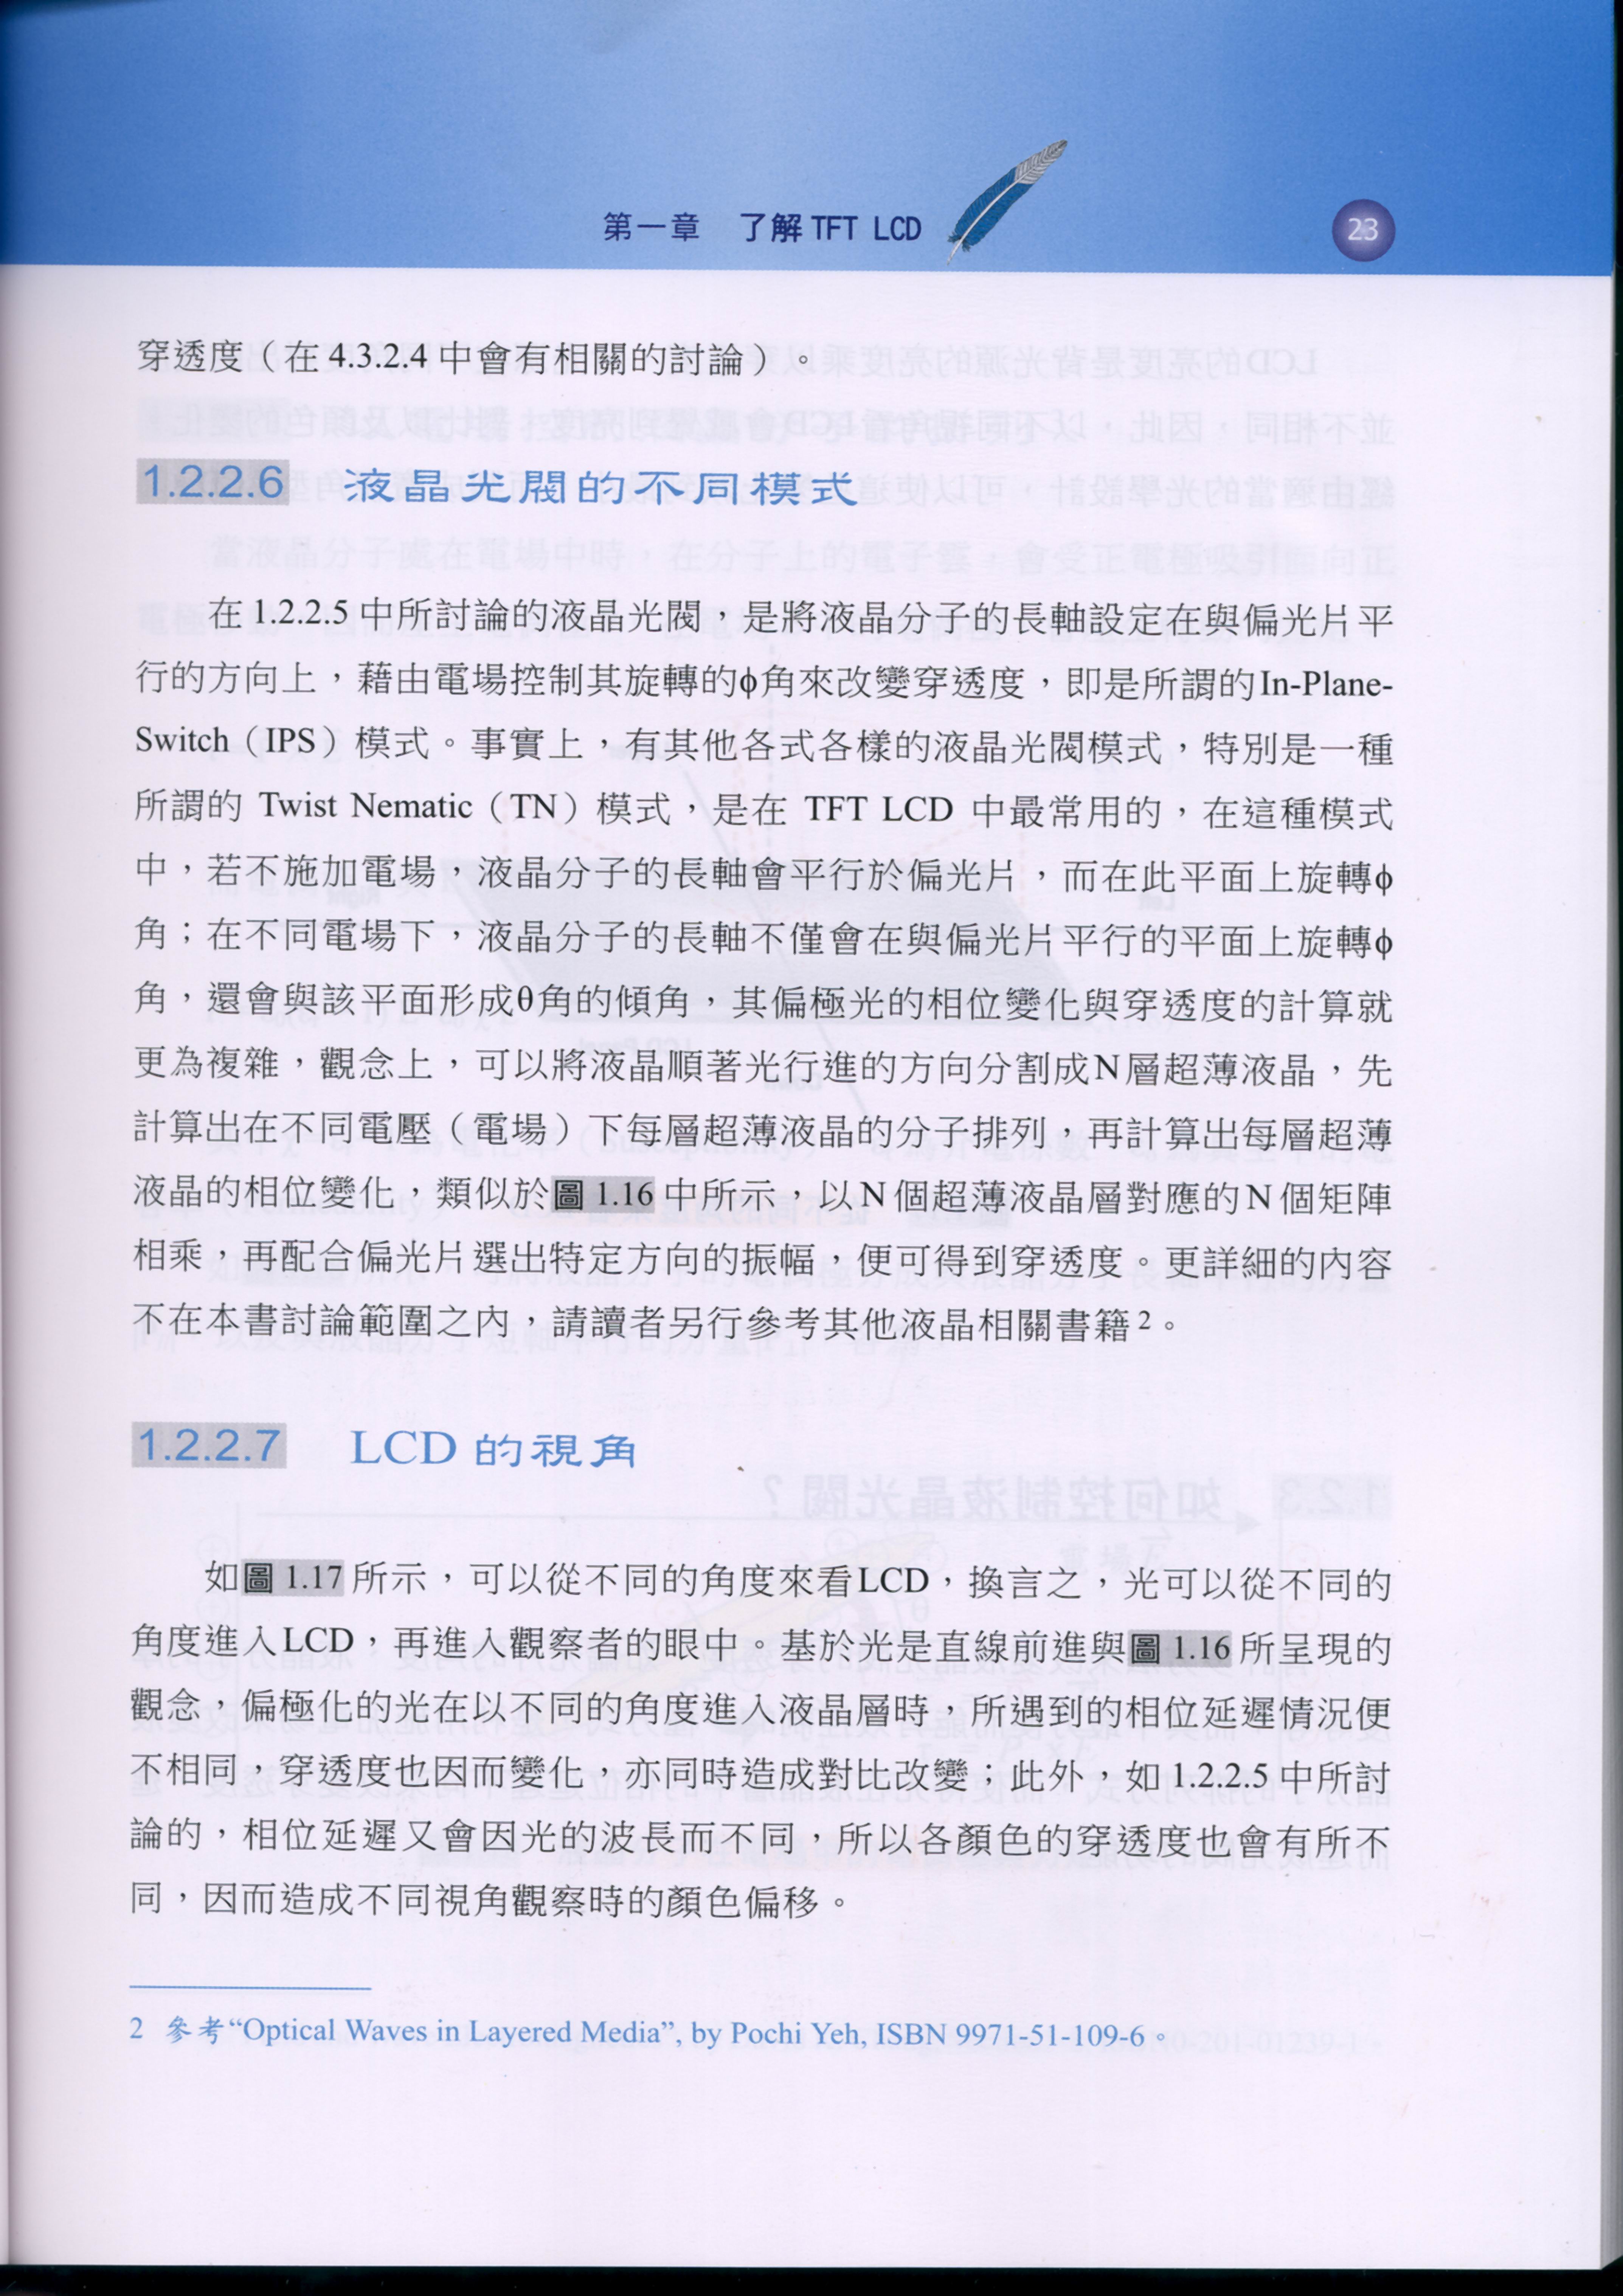 第一章 了解TFT LCD
23
穿透度(在 4.3.2.4 中會有相關的討論)。
1.2.2.6 液晶光閥的不同模式
在 1.2.2.5 中所討論的液晶光閥,是將液晶分子的長軸設定在與偏光片平
行的方向上,藉由電場控制其旋轉的ϕ角來改變穿透度,即是所謂的In-Plane-
Switch(IPS)模式。事實上,有其他各式各樣的液晶光閥模式,特別是一種
所謂的 Twist Nematic(TN)模式,是在 TFT LCD 中最常用的,在這種模式
中,若不施加電場,液晶分子的長軸會平行於偏光片,而在此平面上旋轉ϕ
角;在不同電場下,液晶分子的長軸不僅會在與偏光片平行的平面上旋轉ϕ
角,還會與該平面形成θ角的傾角,其偏極光的相位變化與穿透度的計算就
更為複雜,觀念上,可以將液晶順著光行進的方向分割成N層超薄液晶,先
計算出在不同電壓(電場)下每層超薄液晶的分子排列,再計算出每層超薄
液晶的相位變化,類似於圖 1.16 中所示,以N個超薄液晶層對應的N個矩陣
相乘,再配合偏光片選出特定方向的振幅,便可得到穿透度。更詳細的內容
不在本書討論範圍之內,請讀者另行參考其他液晶相關書籍2。
1.2.2.7 LCD 的視角
如圖 1.17 所示,可以從不同的角度來看LCD,換言之,光可以從不同的
角度進入LCD,再進入觀察者的眼中。基於光是直線前進與圖 1.16 所呈現的
觀念,偏極化的光在以不同的角度進入液晶層時,所遇到的相位延遲情況便
不相同,穿透度也因而變化,亦同時造成對比改變;此外,如 1.2.2.5 中所討
論的,相位延遲又會因光的波長而不同,所以各顏色的穿透度也會有所不
同,因而造成不同視角觀察時的顏色偏移。
2 參考“Optical Waves in Layered Media”, by Pochi Yeh, ISBN 9971-51-109-6。